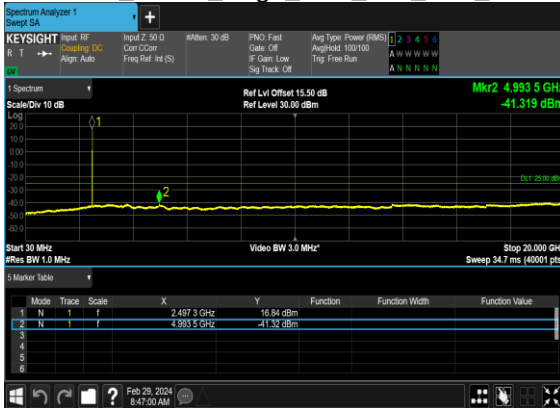 Spectrum Analyzer 1
Swept SA
+
KEYSIGHT Input: RF Input Z: 50 Ω #Atten: 30 dB PNO: Fast Avg Type: Power (RMS) 1 2 3 4 5 6
R T Coupling: DC Corr CCorr Gate: Off Avg|Hold: 100/100 A W W W W W
Align: Auto Freq Ref: Int (S) IF Gain: Low Trig: Free Run
Sig Track: Off A N N N N N
1 Spectrum Ref Lvl Offset 15.50 dB Mkr2 4.993 5 GHz
Scale/Div 10 dB Ref Level 30.00 dBm -41.319 dBm
Log
20.0
1
10.0
0.00
-10.0
-20.0
DL1 -25.00 dBm
-30.0
2
-40.0
-50.0
-60.0
Start 30 MHz Video BW 3.0 MHz* Stop 20.000 GH
#Res BW 1.0 MHz Sweep 34.7 ms (40001 pts
5 Marker Table
Mode Trace Scale X Y Function Function Width Function Value
1 N 1 f 2.497 3 GHz 16.84 dBm
2 N 1 f 4.993 5 GHz -41.32 dBm
3
4
5
6
? Feb 29, 2024
8:47:00 AM